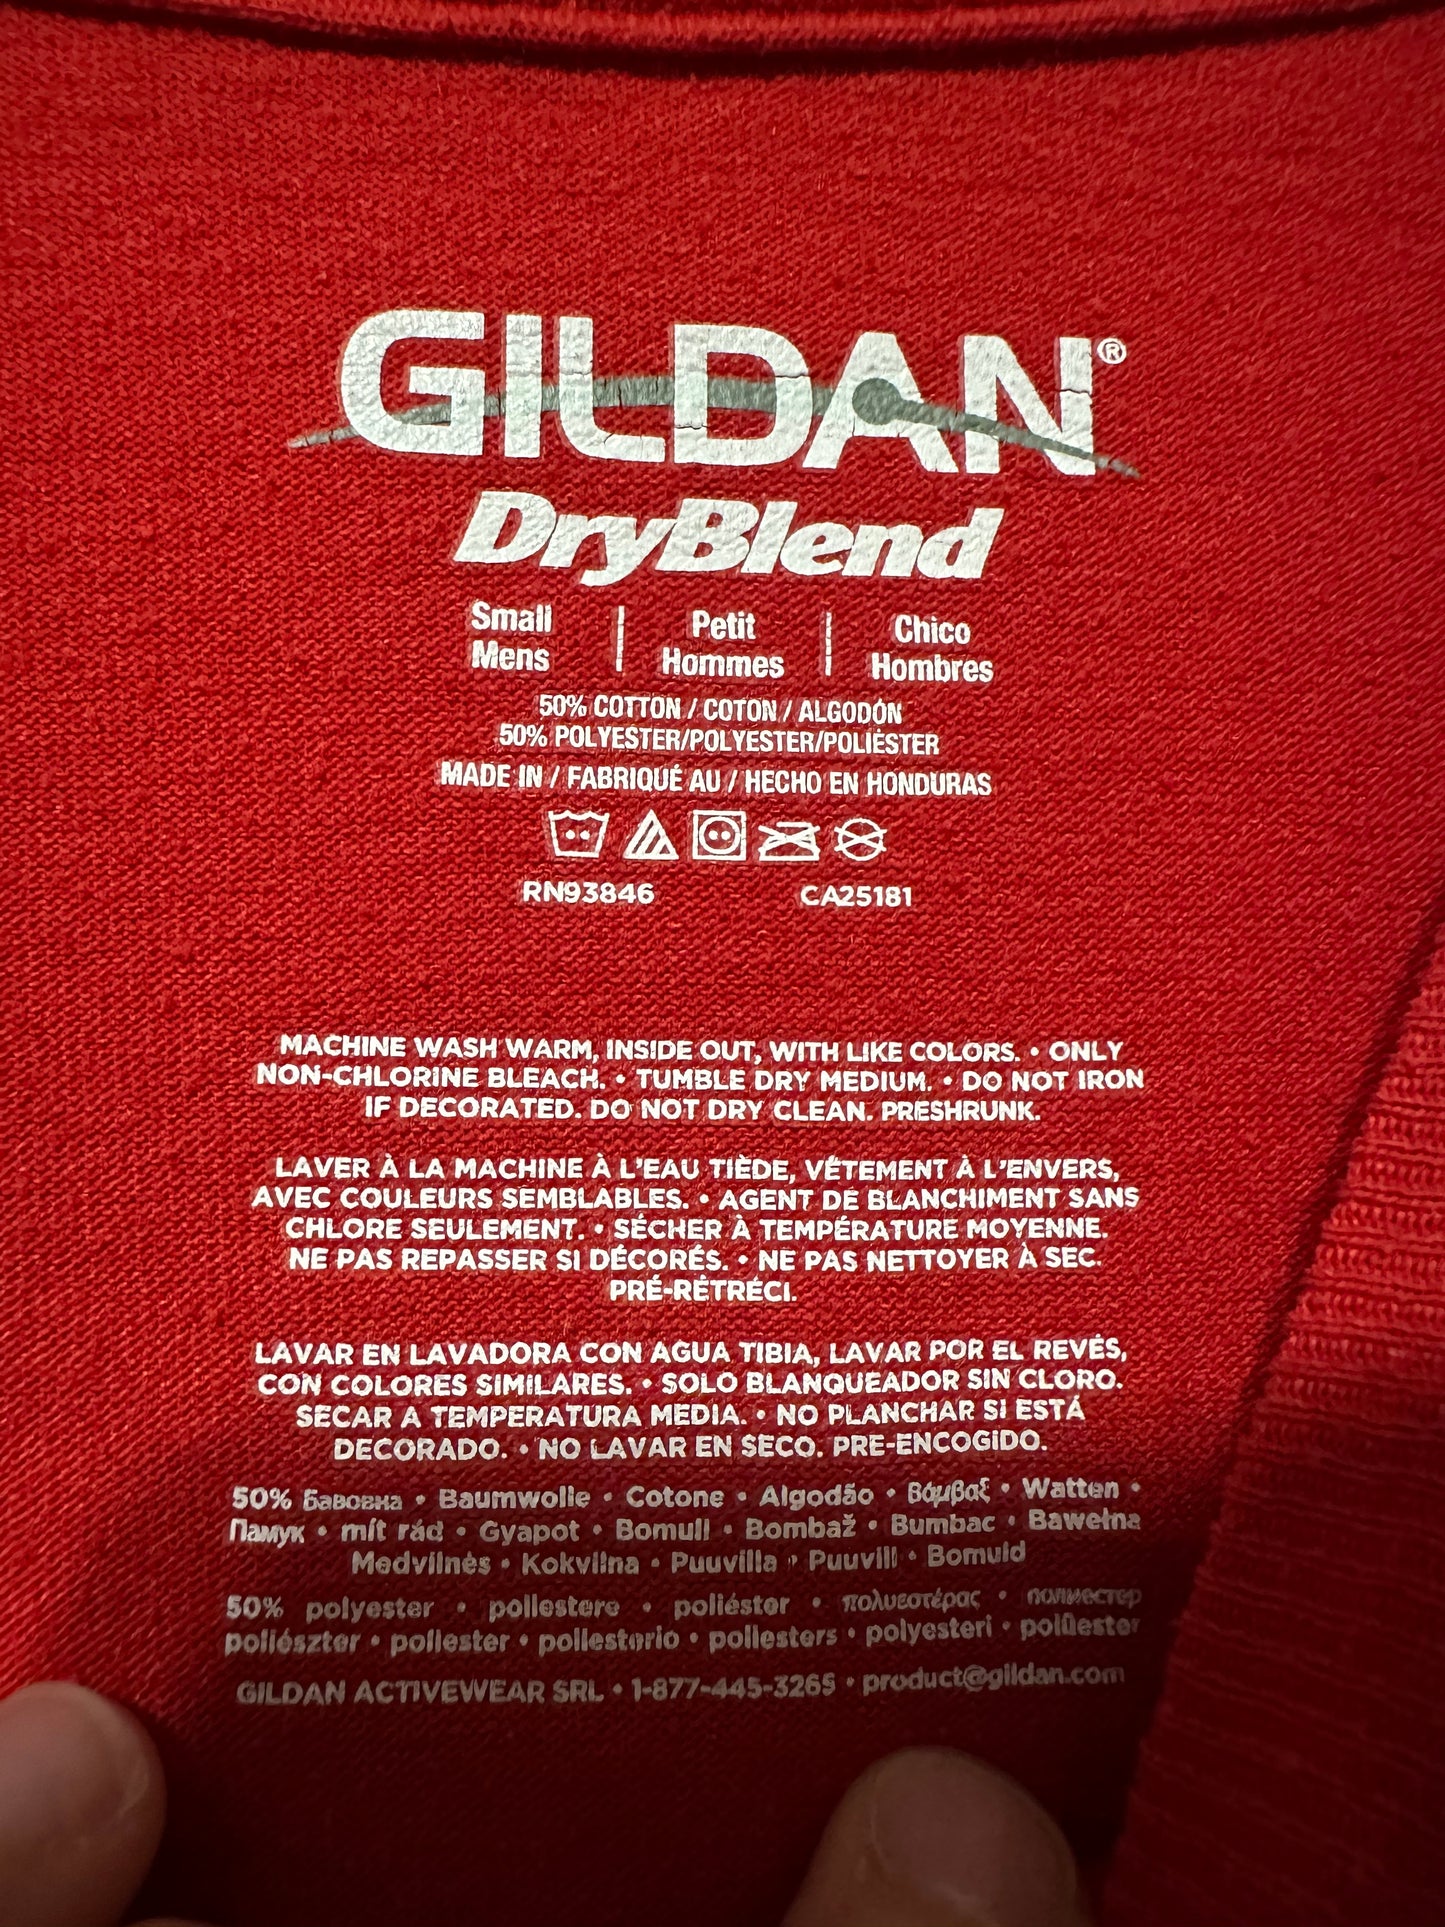 GILDAN®
DryBlend
Small | Petit | Chico
Mens | Hommes | Hombres
50% COTTON / COTON / ALGODÓN
50% POLYESTER/POLYESTER/POLIÉSTER
MADE IN / FABRIQUÉ AU / HECHO EN HONDURAS
RN93846 CA25181
MACHINE WASH WARM, INSIDE OUT, WITH LIKE COLORS. • ONLY
NON-CHLORINE BLEACH. • TUMBLE DRY MEDIUM. • DO NOT IRON
IF DECORATED. DO NOT DRY CLEAN. PRESHRUNK.
LAVER À LA MACHINE À L'EAU TIÈDE, VÉTEMENT À L'ENVERS,
AVEC COULEURS SEMBLABLES. • AGENT DE BLANCHIMENT SANS
CHLORE SEULEMENT. • SÉCHER À TEMPÉRATURE MOYENNE.
NE PAS REPASSER SI DÉCORÉS. • NE PAS NETTOYER À SEC.
PRÉ-RÉTRÉCI.
LAVAR EN LAVADORA CON AGUA TIBIA, LAVAR POR EL REVÉS,
CON COLORES SIMILARES. • SOLO BLANQUEADOR SIN CLORO.
SECAR A TEMPERATURA MEDIA. • NO PLANCHAR SI ESTÁ
DECORADO. • NO LAVAR EN SECO. PRE-ENCOGIDO.
50% Бавовна • Baumwolle • Cotone • Algodão • Βάμβαξ • Watten •
Памук • mít rád • Gyapot • Bomull • Bombaž • Bumbac • Bawełna
Medvilnės • Kokvilna • Puuvilla • Puuvill • Bomuld
50% polyester • poliestere • poliéster • πολυεστέρας • полиестер
poliészter • poliester • poliesterio • poliesters • polyesteri • polüester
GILDAN ACTIVEWEAR SRL • 1-877-445-3265 • product@gildan.com